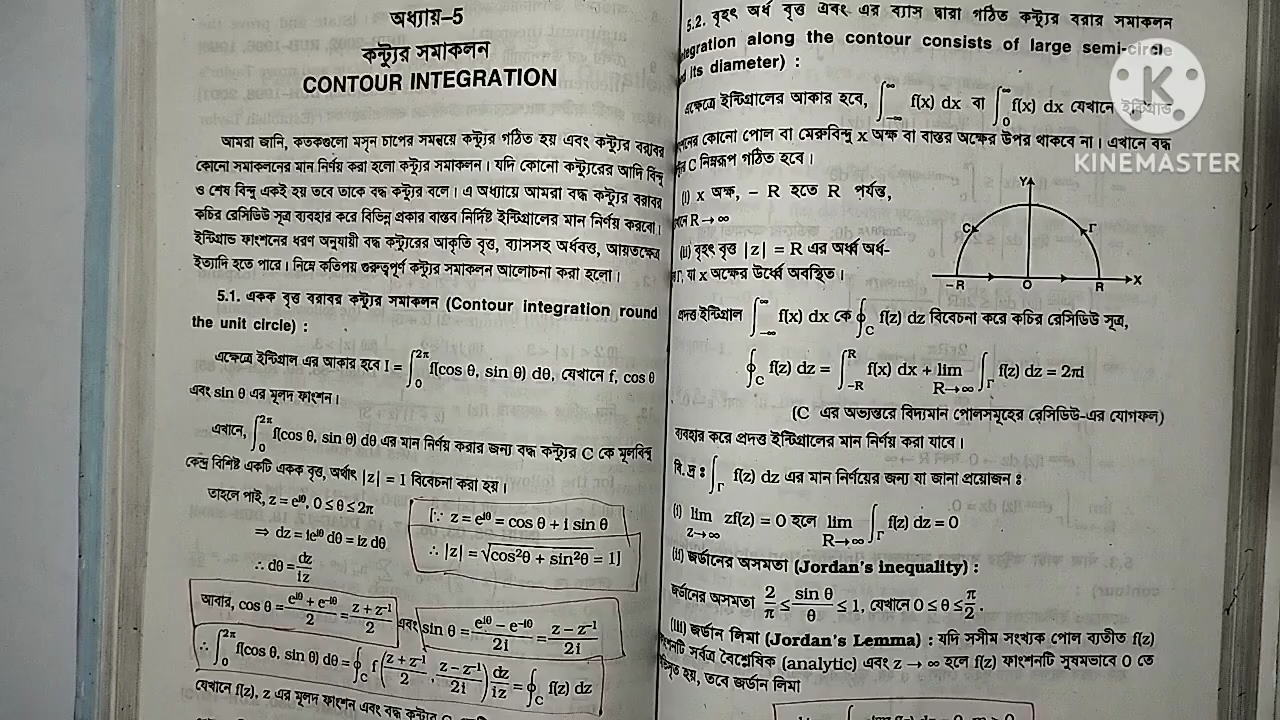 অধ্যায়–5
কন্ট্যুর সমাকলন
CONTOUR INTEGRATION
আমরা জানি, কতকগুলো মসৃন চাপের সমন্বয়ে কন্ট্যুর গঠিত হয় এবং কন্ট্যুর বরাবর
কোনো সমাকলনের মান নির্ণয় করা হলো কন্ট্যুর সমাকলন। যদি কোনো কন্ট্যুরের আদি বিন্দু
ও শেষ বিন্দু একই হয় তবে তাকে বদ্ধ কন্ট্যুর বলে। এ অধ্যায়ে আমরা বদ্ধ কন্ট্যুর বরাবর
কচির রেসিডিউ সূত্র ব্যবহার করে বিভিন্ন প্রকার বাস্তব নির্দিষ্ট ইন্টিগ্রালের মান নির্ণয় করবো।
ইন্টিগ্রান্ড ফাংশনের ধরণ অনুযায়ী বদ্ধ কন্ট্যুরের আকৃতি বৃত্ত, ব্যাসসহ অর্ধবৃত্ত, আয়তক্ষেত্র
ইত্যাদি হতে পারে। নিম্নে কতিপয় গুরুত্বপূর্ণ কন্ট্যুর সমাকলন আলোচনা করা হলো।
5.1. একক বৃত্ত বরাবর কন্ট্যুর সমাকলন (Contour integration round
the unit circle) :
এক্ষেত্রে ইন্টিগ্রাল এর আকার হবে I = ∫₀^2π f(cos θ, sin θ) dθ, যেখানে f, cos θ
এবং sin θ এর মূলদ ফাংশন।
এখানে, ∫₀^2π f(cos θ, sin θ) dθ এর মান নির্ণয় করার জন্য বদ্ধ কন্ট্যুর C কে মূলবিন্দু
কেন্দ্র বিশিষ্ট একটি একক বৃত্ত, অর্থাৎ |z| = 1 বিবেচনা করা হয়।
তাহলে পাই, z = e^iθ, 0 ≤ θ ≤ 2π
⇒ dz = ie^iθ dθ = iz dθ
∴ dθ = dz/iz
[∵ z = e^iθ = cos θ + i sin θ
∴ |z| = √(cos²θ + sin²θ) = 1]
আবার, cos θ = (e^iθ + e^–iθ)/2 = (z + z⁻¹)/2 এবং sin θ = (e^iθ – e^–iθ)/2i = (z – z⁻¹)/2i
∴ ∫₀^2π f(cos θ, sin θ) dθ = ∮_C f((z + z⁻¹)/2, (z – z⁻¹)/2i) dz/iz = ∮_C f(z) dz
যেখানে f(z), z এর মূলদ ফাংশন এবং বদ্ধ কন্ট্যুর
5.2. বৃহৎ অর্ধ বৃত্ত এবং এর ব্যাস দ্বারা গঠিত কন্ট্যুর বরাবর সমাকলন
ntegration along the contour consists of large semi-circle
d its diameter) :
এক্ষেত্রে ইন্টিগ্রালের আকার হবে, ∫_–∞^∞ f(x) dx বা ∫₀^∞ f(x) dx যেখানে
কোনো পোল বা মেরুবিন্দু x অক্ষ বা বাস্তব অক্ষের উপর থাকবে না। এখানে বদ্ধ
C নিম্নরূপ গঠিত হবে।
(i) x অক্ষ, – R হতে R পর্যন্ত,
R → ∞
(ii) বৃহৎ বৃত্ত |z| = R এর অর্ধ্ব অর্ধ-
Γ, যা x অক্ষের উর্ধ্বে অবস্থিত।
Y
C
Γ
–R
O
R
X
প্রদত্ত ইন্টিগ্রাল ∫_–∞^∞ f(x) dx কে ∮_C f(z) dz বিবেচনা করে কচির রেসিডিউ সূত্র,
∮_C f(z) dz = ∫_–R^R f(x) dx + lim_R→∞ ∫_Γ f(z) dz = 2πi
(C এর অভ্যন্তরে বিদ্যমান পোলসমূহের রেসিডিউ-এর যোগফল)
ব্যবহার করে প্রদত্ত ইন্টিগ্রালের মান নির্ণয় করা যাবে।
বি.দ্র: ∫_Γ f(z) dz এর মান নির্ণয়ের জন্য যা জানা প্রয়োজন :
(i) lim_z→∞ zf(z) = 0 হলে lim_R→∞ ∫_Γ f(z) dz = 0
(ii) জর্ডানের অসমতা (Jordan's inequality) :
জর্ডানের অসমতা 2/π ≤ sin θ/θ ≤ 1, যেখানে 0 ≤ θ ≤ π/2.
(iii) জর্ডান লিমা (Jordan's Lemma) : যদি সসীম সংখ্যক পোল ব্যতীত f(z)
সর্বত্র বৈশ্লেষিক (analytic) এবং z → ∞ হলে f(z) ফাংশনটি সুষমভাবে 0 তে
হয়, তবে জর্ডান লিমা
KINEMASTER